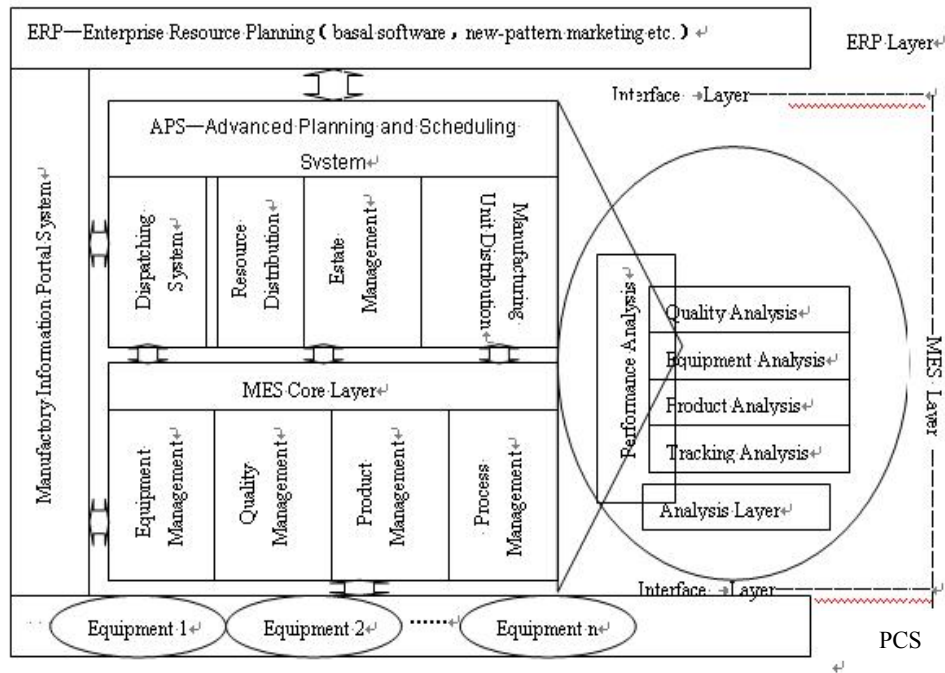 ERP—Enterprise Resource Planning（basal software，new-pattern marketing etc.）
ERP Layer
Interface Layer
APS—Advanced Planning and Scheduling
System
Manufactory Information Portal System
Dispatching
System
Resource
Distribution
Estate
Management
Manufacturing
Unit Distribution
MES Core Layer
Equipment
Management
Quality
Management
Product
Management
Process
Management
Performance Analysis
Quality Analysis
Equipment Analysis
Product Analysis
Tracking Analysis
Analysis Layer
MES Layer
Interface Layer
Equipment 1
Equipment 2
......
Equipment n
PCS